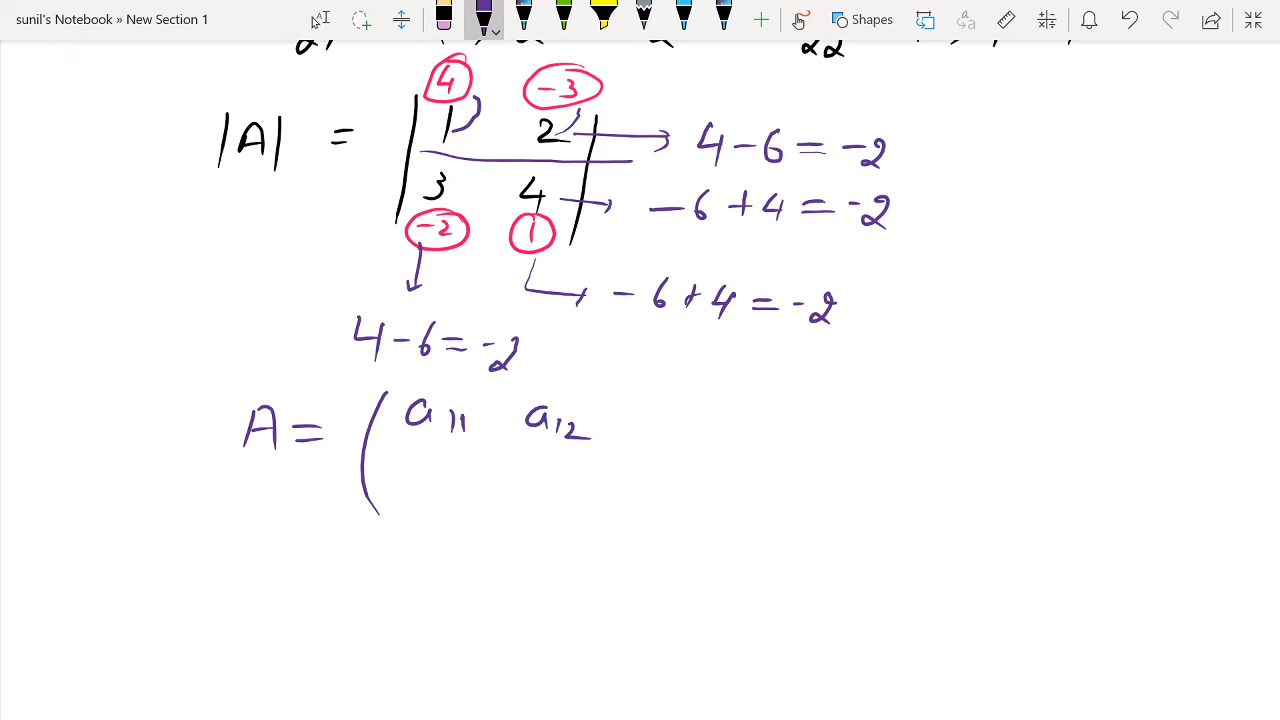 sunil's Notebook » New Section 1
Shapes
4 -3
|A| = | 1 2 | → 4 - 6 = -2
3 4 → - 6 + 4 = -2
-2 1
- 6 + 4 = -2
4 - 6 = -2
A = ( a11 a12